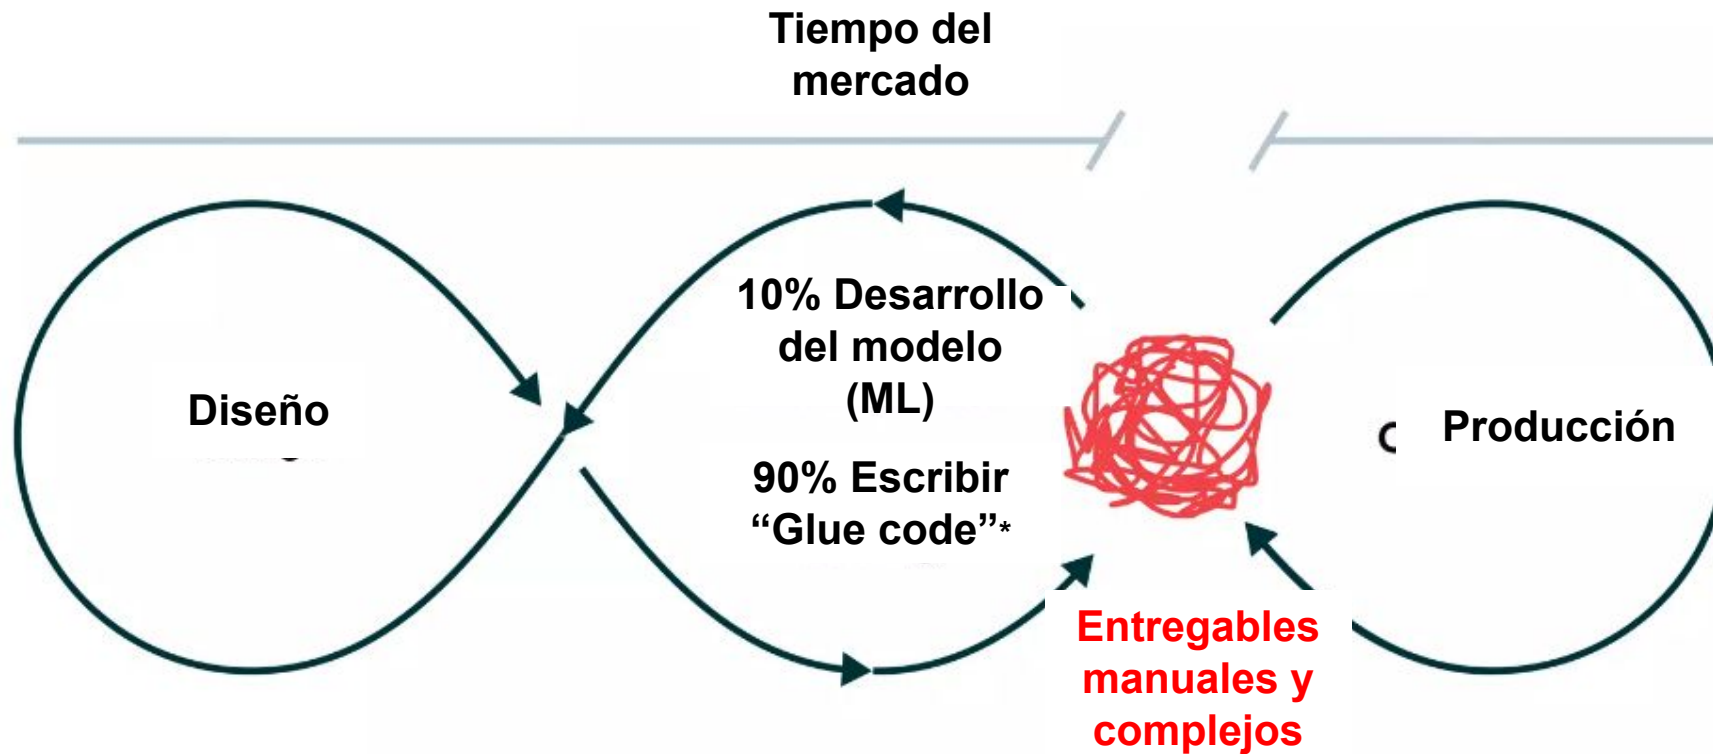 Tiempo del
mercado
Diseño
10% Desarrollo
del modelo
(ML)
90% Escribir
“Glue code”*
Producción
Entregables
manuales y
complejos